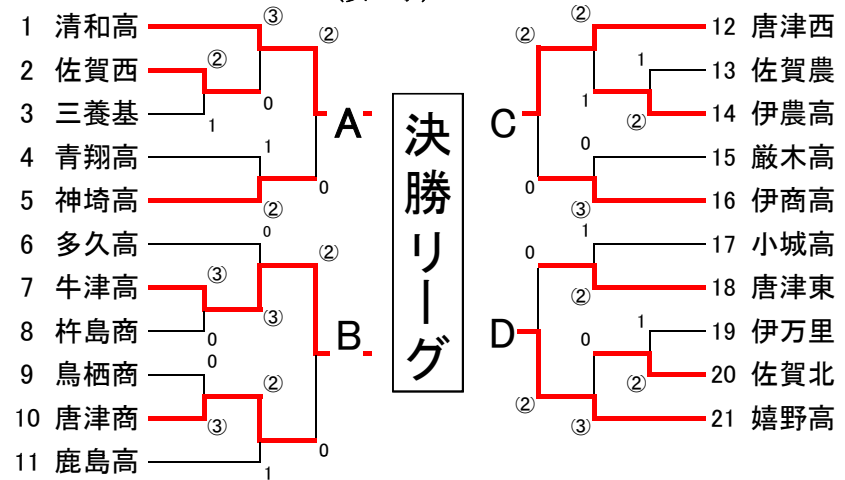 1 清和高
2 佐賀西
3 三養基
4 青翔高
5 神埼高
6 多久高
7 牛津高
8 杵島商
9 鳥栖商
10 唐津商
11 鹿島高
③
②
②
0
1
1
0
②
0
③
②
③
0
0
②
③
0
1
A
B
決勝リーグ
C
D
②
②
1
1
②
0
0
③
1
0
②
1
0
②
②
③
12 唐津西
13 佐賀農
14 伊農高
15 厳木高
16 伊商高
17 小城高
18 唐津東
19 伊万里
20 佐賀北
21 嬉野高